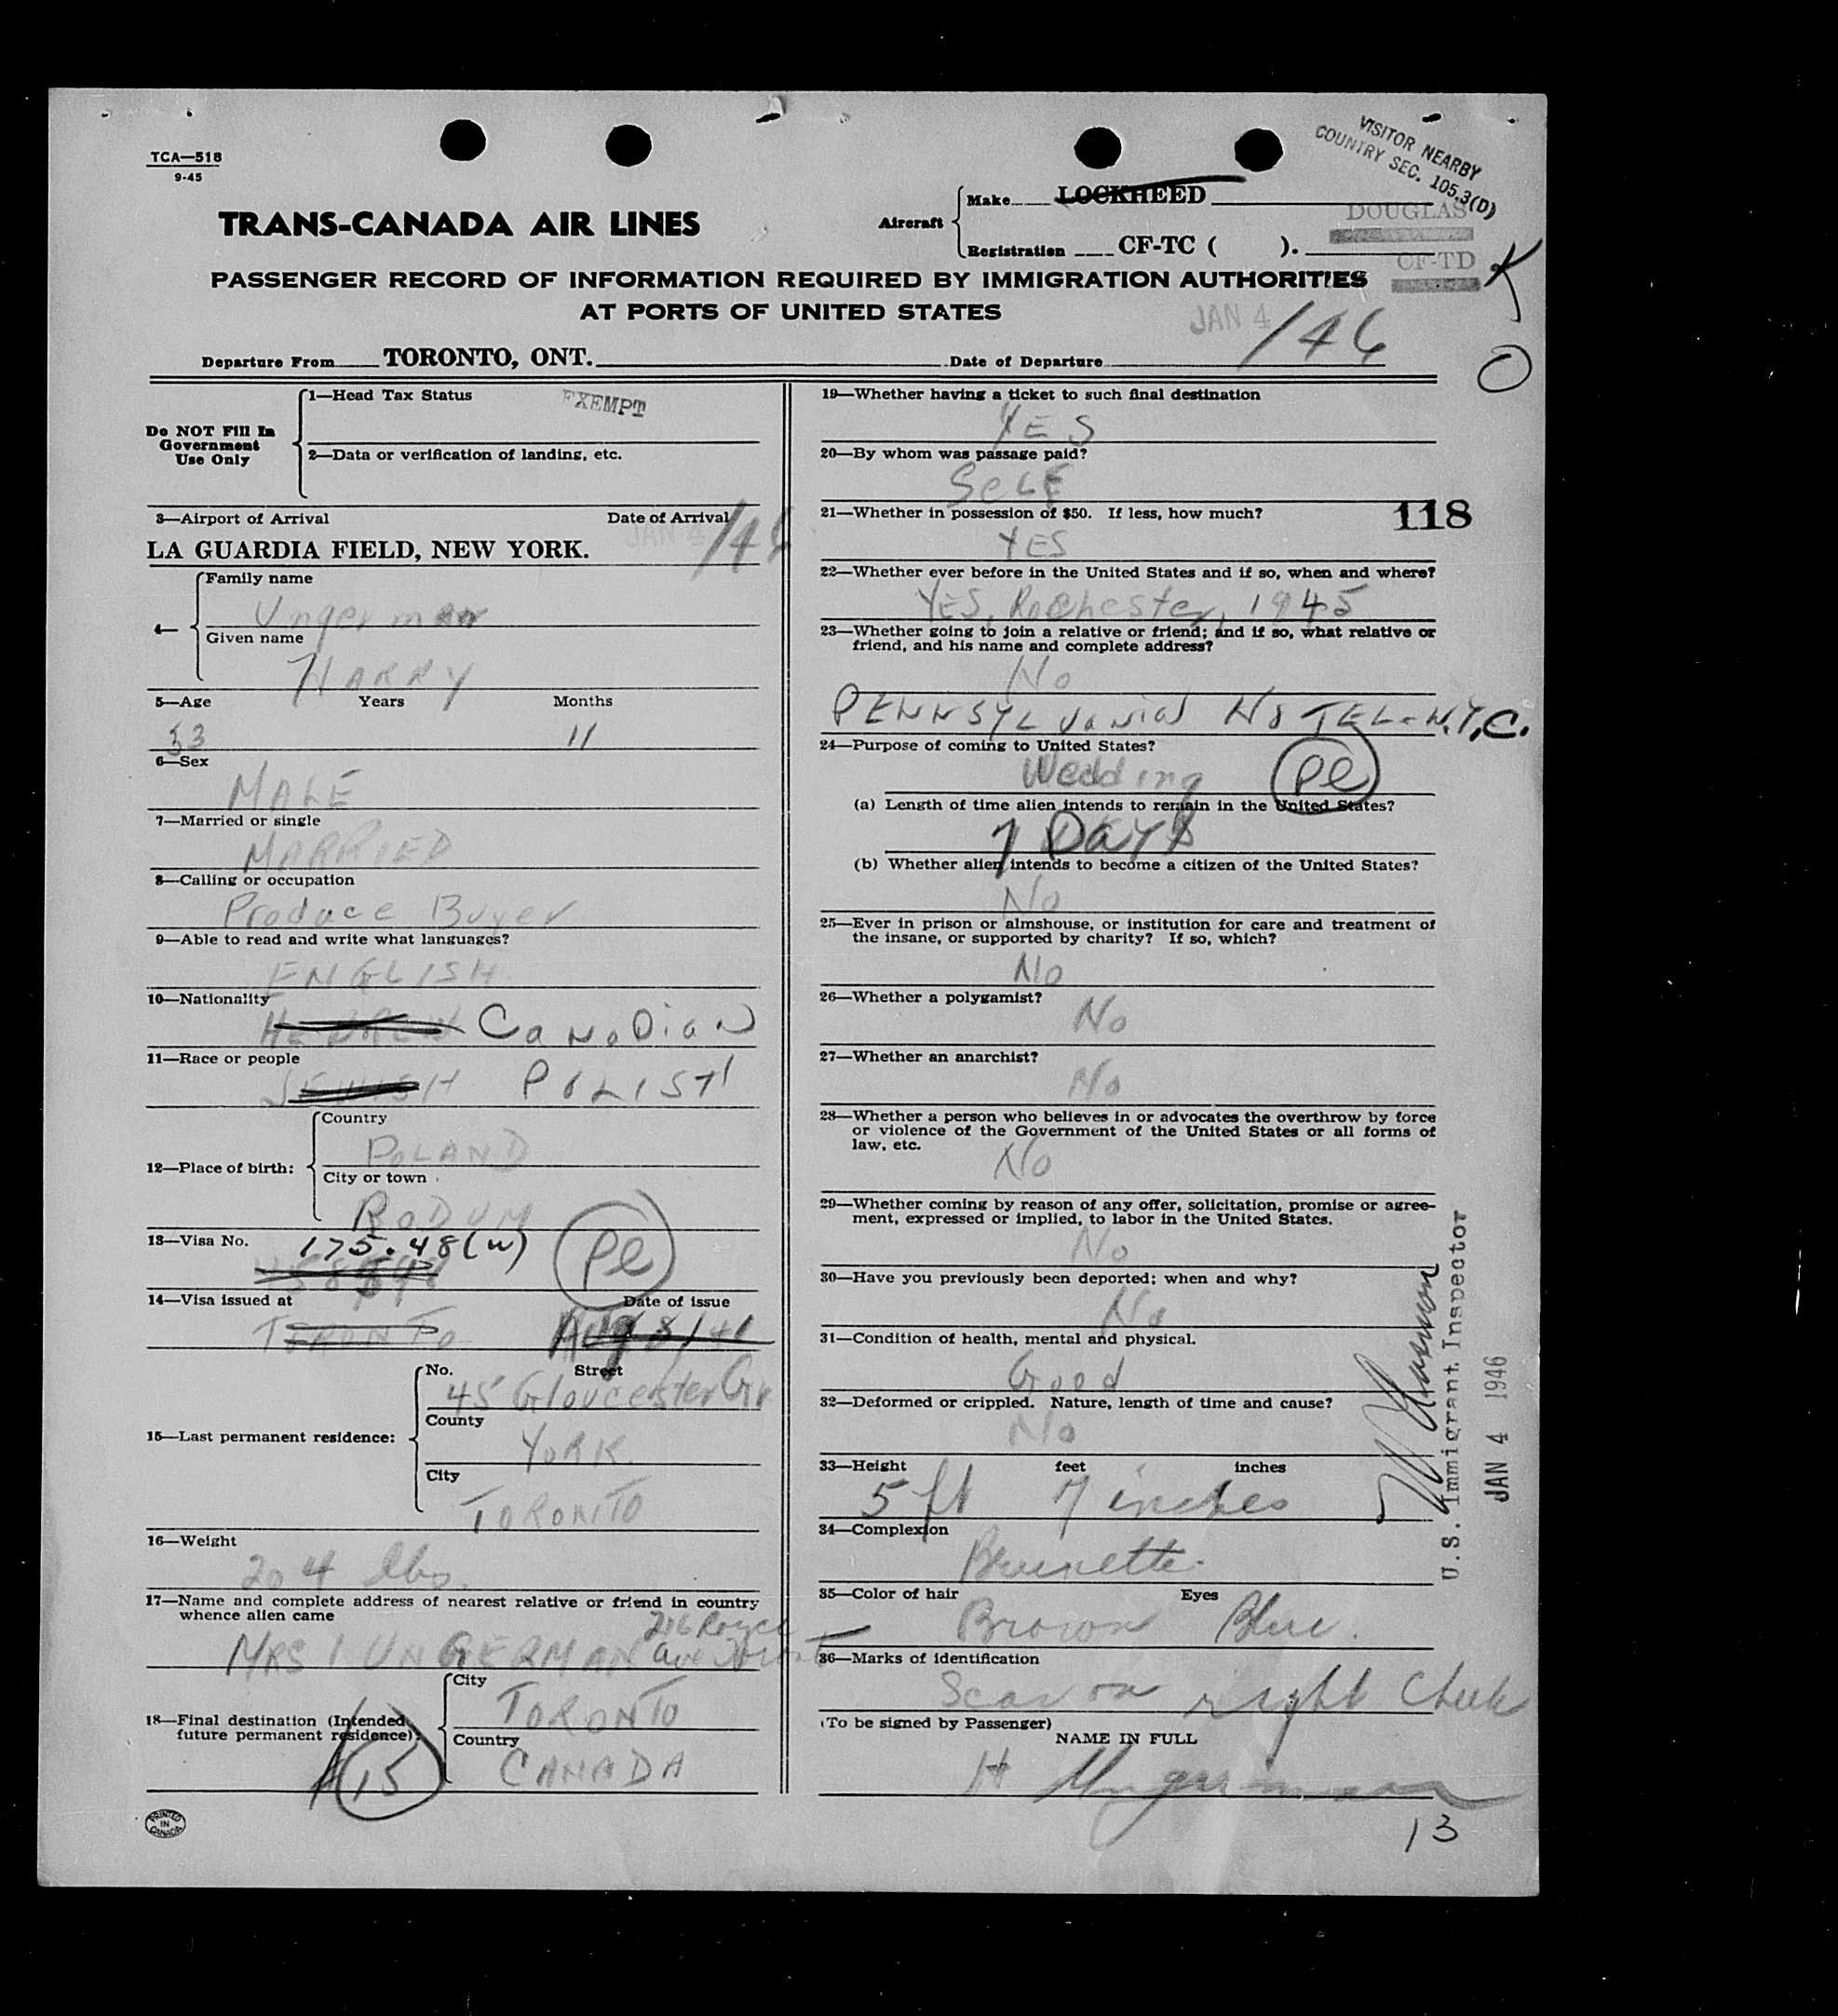 TCA—518
9-45
VISITOR NEARBY
COUNTRY SEC. 105.3(D)
TRANS-CANADA AIR LINES
Aircraft
Make LOCKHEED
DOUGLAS
Registration CF-TC ( ).
CF-TD
K
O
PASSENGER RECORD OF INFORMATION REQUIRED BY IMMIGRATION AUTHORITIES
AT PORTS OF UNITED STATES
Departure From TORONTO, ONT. Date of Departure JAN 4 /46
Do NOT Fill In
Government
Use Only
1—Head Tax Status EXEMPT
2—Data or verification of landing, etc.
3—Airport of Arrival Date of Arrival
LA GUARDIA FIELD, NEW YORK. JAN 4 /46
4—
Family name
Ungerman
Given name
HARRY
5—Age Years Months
53 11
6—Sex
MALE
7—Married or single
MARRIED
8—Calling or occupation
Produce Buyer
9—Able to read and write what languages?
ENGLISH
10—Nationality
HEBREW CANADIAN
11—Race or people
JEWISH POLISH
12—Place of birth:
Country
POLAND
City or town
RODUM
13—Visa No. 175.48(w)
Pe
14—Visa issued at Date of issue
TORONTO Aug 8/41
15—Last permanent residence:
No. Street
45 Gloucester Gr.
County
YORK
City
TORONTO
16—Weight
204 lbs.
17—Name and complete address of nearest relative or friend in country
whence alien came
216
MRS I UNGERMAN Ave Toront
18—Final destination (Intended
future permanent residence):
City
TORONTO
Country
CANADA
15
PRINTED
IN
CANADA
19—Whether having a ticket to such final destination
YES
20—By whom was passage paid?
SELF
21—Whether in possession of $50. If less, how much?
118
YES
22—Whether ever before in the United States and if so, when and where?
YES, Rochester, 1945
23—Whether going to join a relative or friend; and if so, what relative or
friend, and his name and complete address?
No
PENNSYLVANIA HOTEL - N.Y.C.
24—Purpose of coming to United States?
Wedding Pe
(a) Length of time alien intends to remain in the United States?
7 DAYS
(b) Whether alien intends to become a citizen of the United States?
No
25—Ever in prison or almshouse, or institution for care and treatment of
the insane, or supported by charity? If so, which?
No
26—Whether a polygamist?
No
27—Whether an anarchist?
No
28—Whether a person who believes in or advocates the overthrow by force
or violence of the Government of the United States or all forms of
law, etc.
No
29—Whether coming by reason of any offer, solicitation, promise or agree-
ment, expressed or implied, to labor in the United States.
No
30—Have you previously been deported; when and why?
No
31—Condition of health, mental and physical.
Good
32—Deformed or crippled. Nature, length of time and cause?
No
33—Height feet inches
5 ft 7 inches
34—Complexion
Brunette.
35—Color of hair Eyes
Brown Blue.
36—Marks of identification
Scar on right Cheek
(To be signed by Passenger)
NAME IN FULL
H Ungerman
13
U.S. Immigrant Inspector
JAN 4 1946